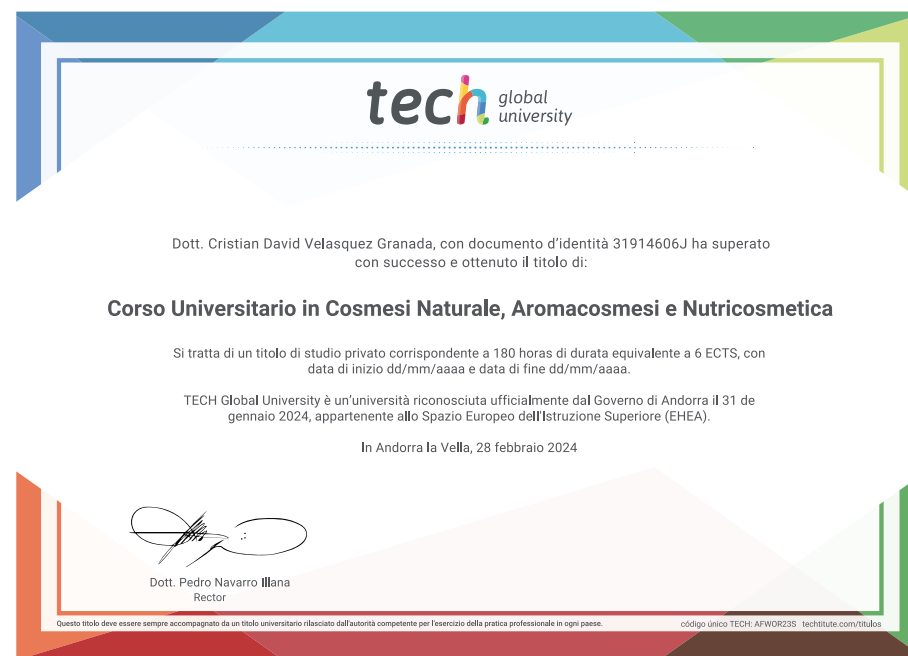 tech global university
Dott. Cristian David Velasquez Granada, con documento d'identità 31914606J ha superato
con successo e ottenuto il titolo di:
Corso Universitario in Cosmesi Naturale, Aromacosmesi e Nutricosmetica
Si tratta di un titolo di studio privato corrispondente a 180 horas di durata equivalente a 6 ECTS, con
data di inizio dd/mm/aaaa e data di fine dd/mm/aaaa.
TECH Global University è un'università riconosciuta ufficialmente dal Governo di Andorra il 31 de
gennaio 2024, appartenente allo Spazio Europeo dell'Istruzione Superiore (EHEA).
In Andorra la Vella, 28 febbraio 2024
Dott. Pedro Navarro Illana
Rector
Questo titolo deve essere sempre accompagnato da un titolo universitario rilasciato dall'autorità competente per l'esercizio della pratica professionale in ogni paese.
código único TECH: AFWOR23S techtitute.com/titulos